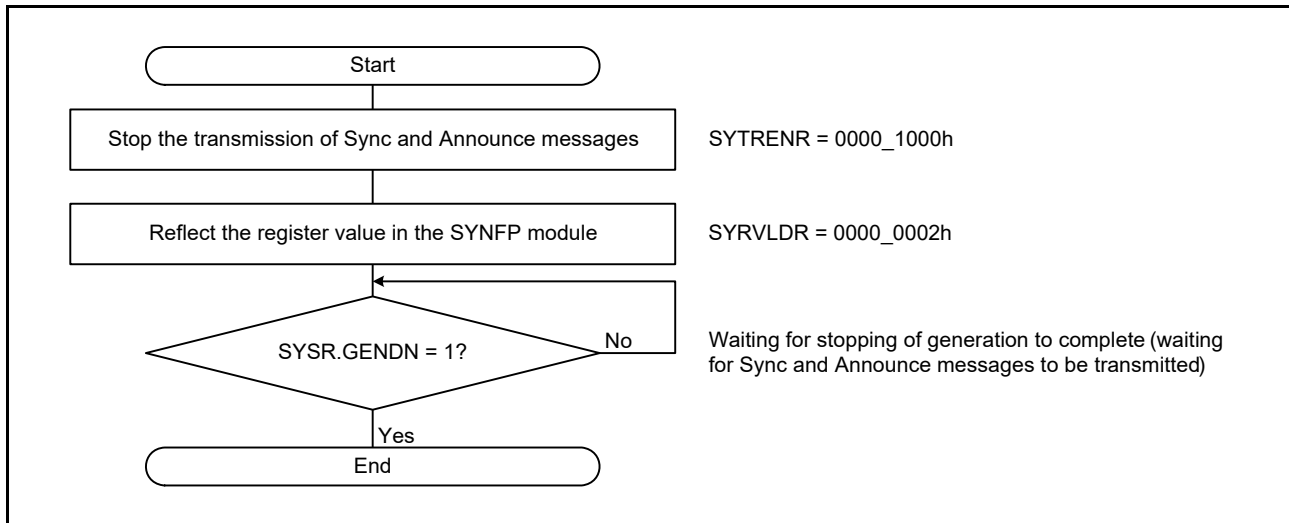 Start
Stop the transmission of Sync and Announce messages
SYTRENR = 0000_1000h
Reflect the register value in the SYNFP module
SYRVLDR = 0000_0002h
SYSR.GENDN = 1?
No
Waiting for stopping of generation to complete (waiting
for Sync and Announce messages to be transmitted)
Yes
End